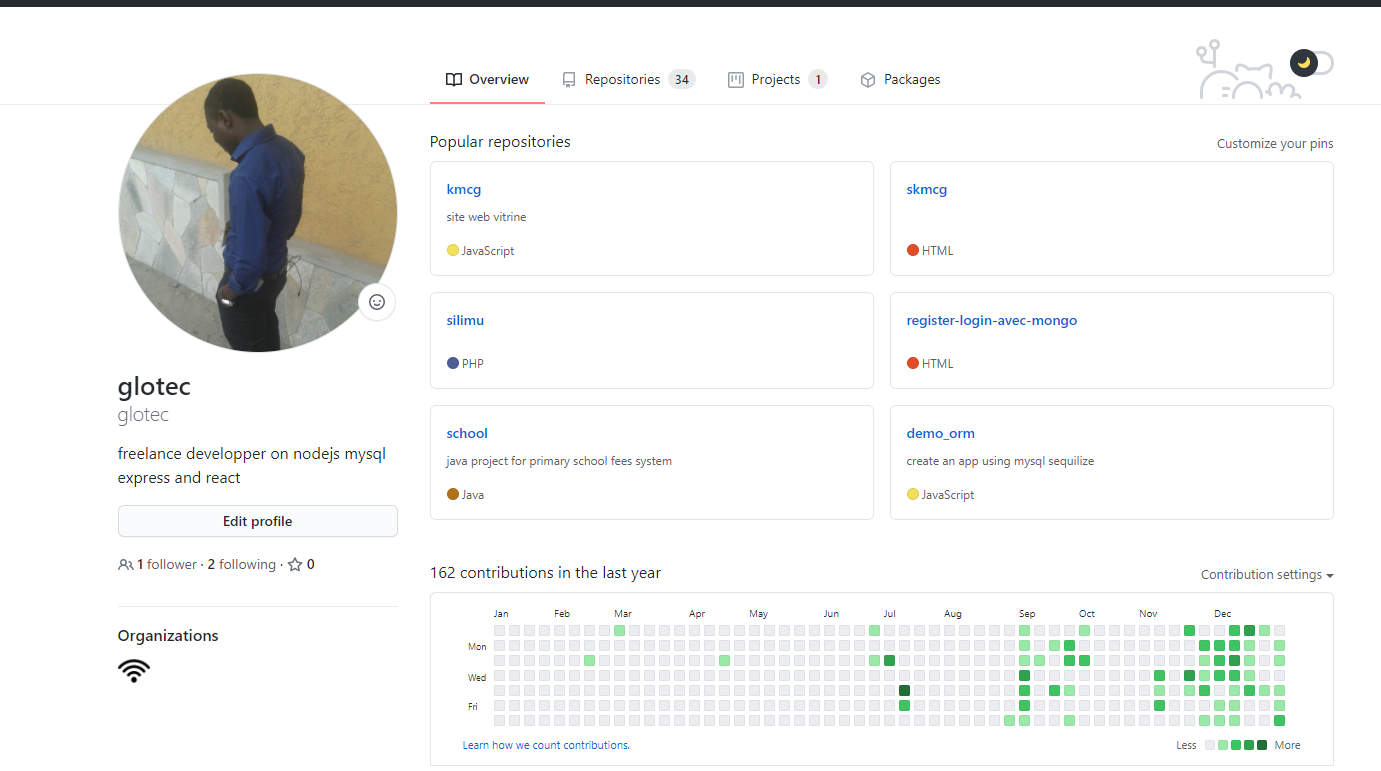 Overview Repositories 34 Projects 1 Packages
Popular repositories
Customize your pins
kmcg
site web vitrine
JavaScript
skmcg
HTML
silimu
PHP
register-login-avec-mongo
HTML
school
java project for primary school fees system
Java
demo_orm
create an app using mysql sequilize
JavaScript
glotec
glotec
freelance developper on nodejs mysql
express and react
Edit profile
1 follower · 2 following · 0
Organizations
162 contributions in the last year
Contribution settings
Jan Feb Mar Apr May Jun Jul Aug Sep Oct Nov Dec
Mon
Wed
Fri
Learn how we count contributions.
Less More